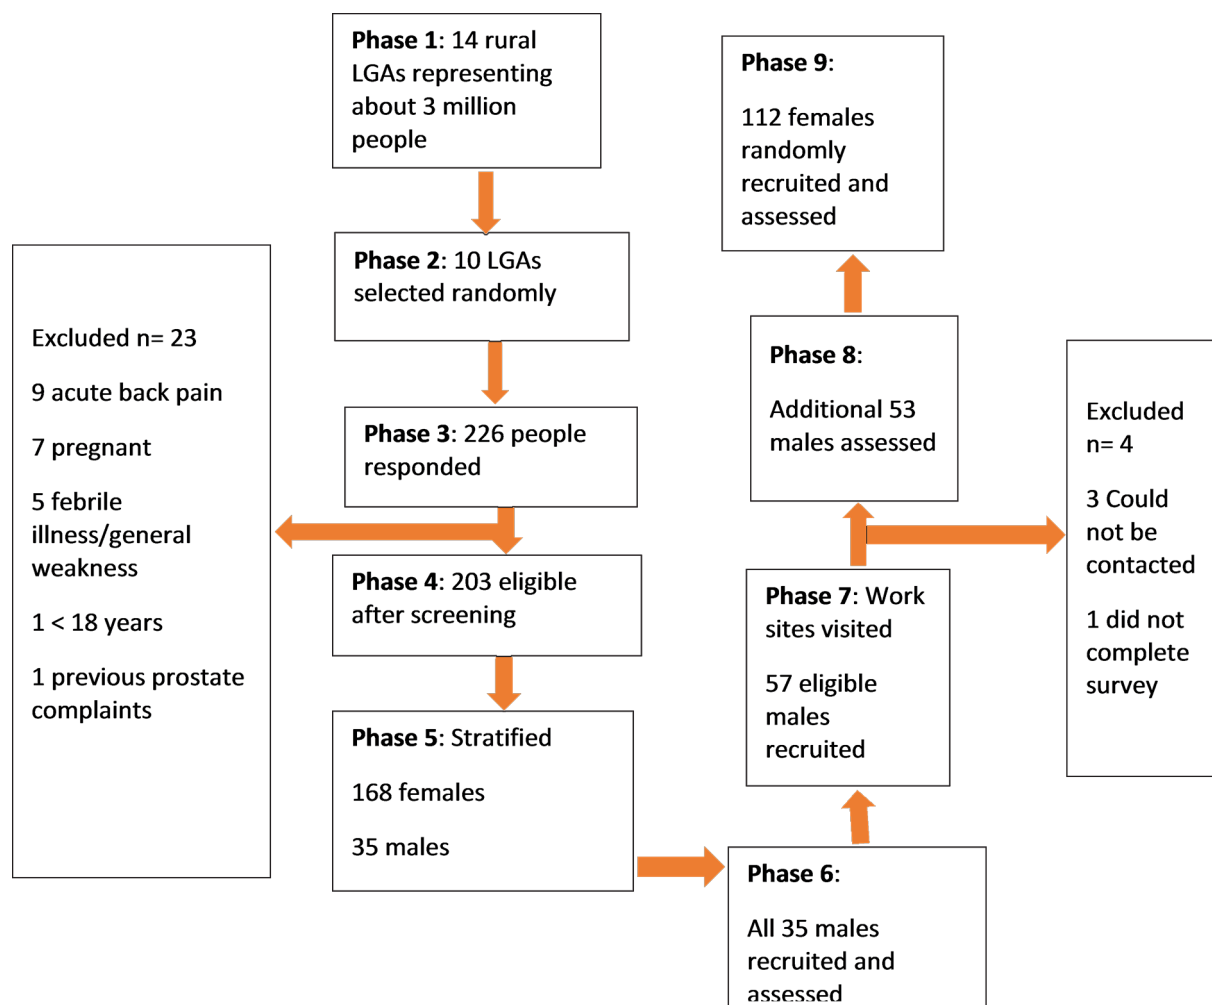 Phase 1: 14 rural
LGAs representing
about 3 million
people
Phase 2: 10 LGAs
selected randomly
Phase 3: 226 people
responded
Excluded n= 23
9 acute back pain
7 pregnant
5 febrile
illness/general
weakness
1 < 18 years
1 previous prostate
complaints
Phase 4: 203 eligible
after screening
Phase 5: Stratified
168 females
35 males
Phase 6:
All 35 males
recruited and
assessed
Phase 7: Work
sites visited
57 eligible
males
recruited
Excluded
n= 4
3 Could
not be
contacted
1 did not
complete
survey
Phase 8:
Additional 53
males assessed
Phase 9:
112 females
randomly
recruited and
assessed